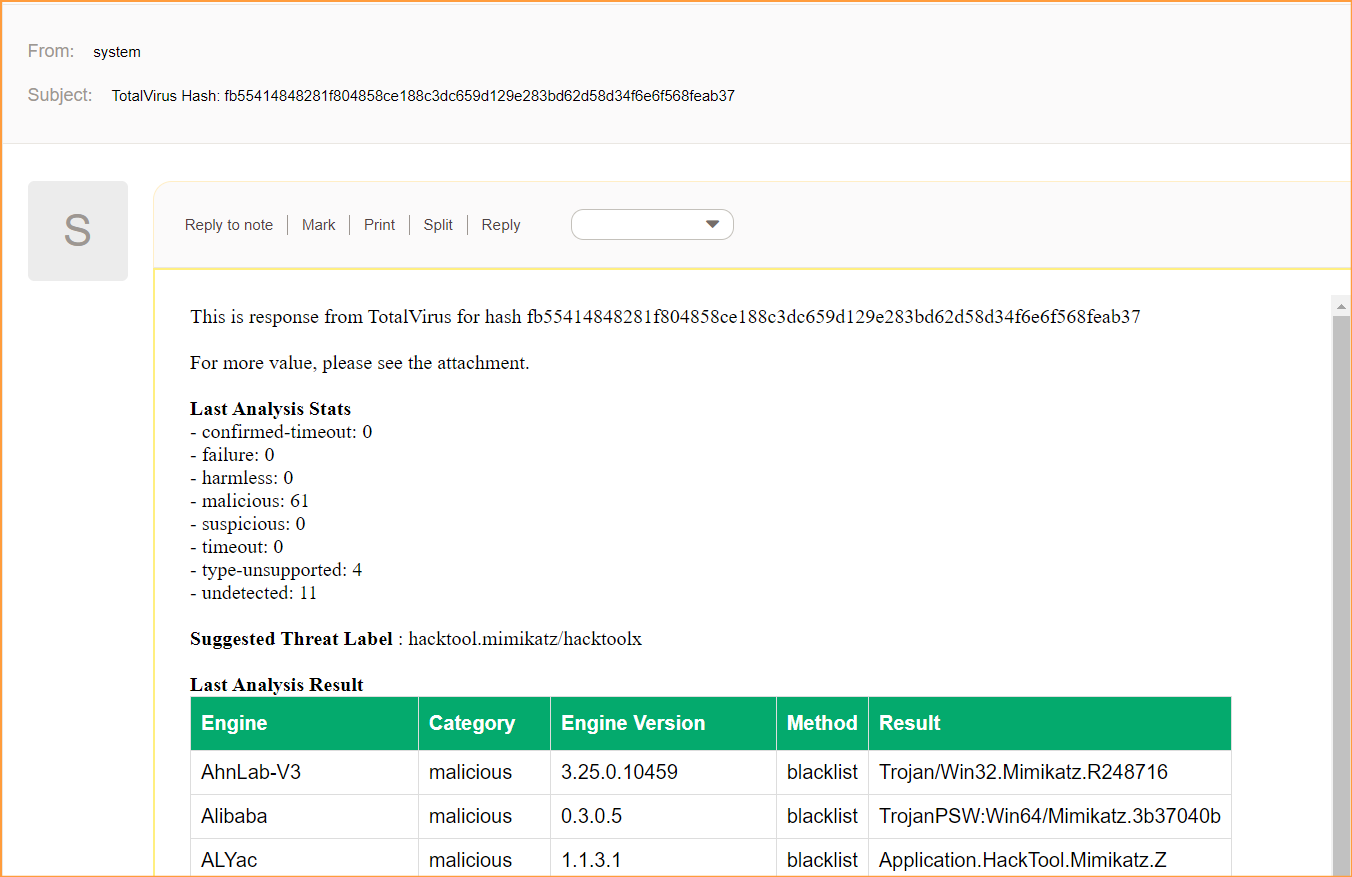 From: system
Subject: TotalVirus Hash: fb55414848281f804858ce188c3dc659d129e283bd62d58d34f6e6f568feab37
S
Reply to note Mark Print Split Reply
This is response from TotalVirus for hash fb55414848281f804858ce188c3dc659d129e283bd62d58d34f6e6f568feab37
For more value, please see the attachment.
Last Analysis Stats
- confirmed-timeout: 0
- failure: 0
- harmless: 0
- malicious: 61
- suspicious: 0
- timeout: 0
- type-unsupported: 4
- undetected: 11
Suggested Threat Label : hacktool.mimikatz/hacktoolx
Last Analysis Result
Engine Category Engine Version Method Result
AhnLab-V3 malicious 3.25.0.10459 blacklist Trojan/Win32.Mimikatz.R248716
Alibaba malicious 0.3.0.5 blacklist TrojanPSW:Win64/Mimikatz.3b37040b
ALYac malicious 1.1.3.1 blacklist Application.HackTool.Mimikatz.Z